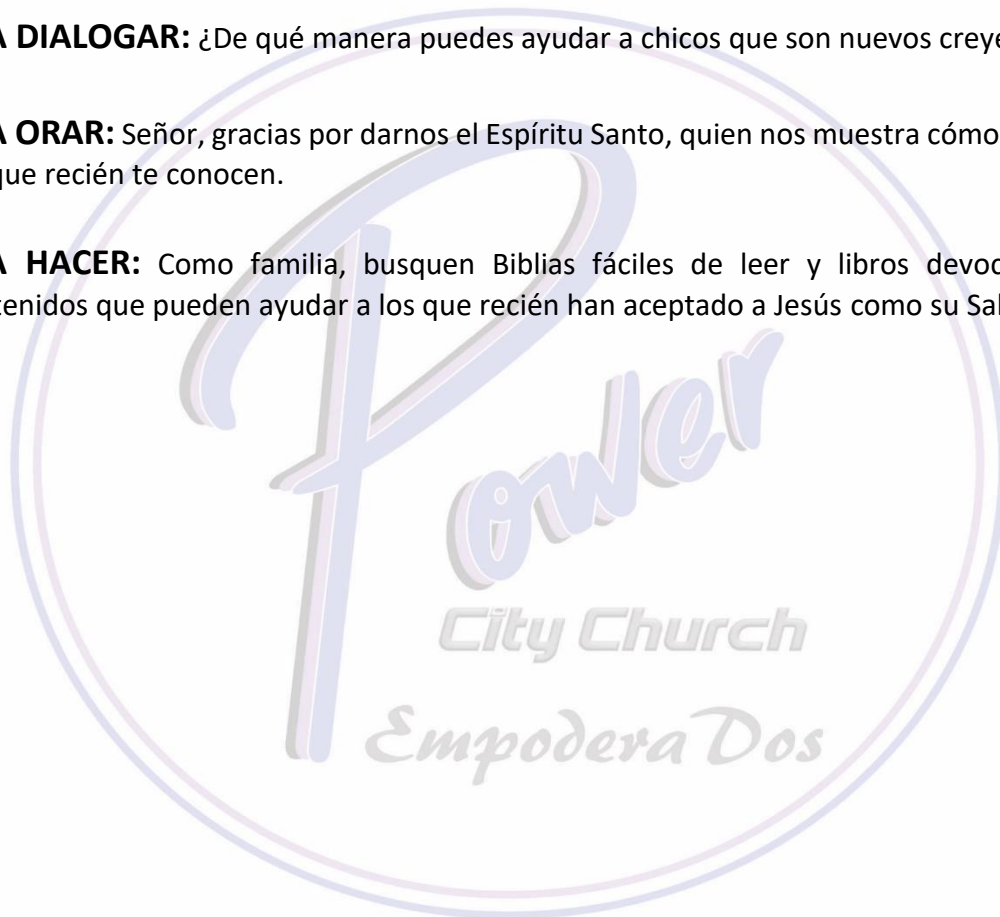 A DIALOGAR: ¿De qué manera puedes ayudar a chicos que son nuevos creye
A ORAR: Señor, gracias por darnos el Espíritu Santo, quien nos muestra cómo
que recién te conocen.
A HACER: Como familia, busquen Biblias fáciles de leer y libros devoc
tenidos que pueden ayudar a los que recién han aceptado a Jesús como su Sal
Power
City Church
EmpoderaDos